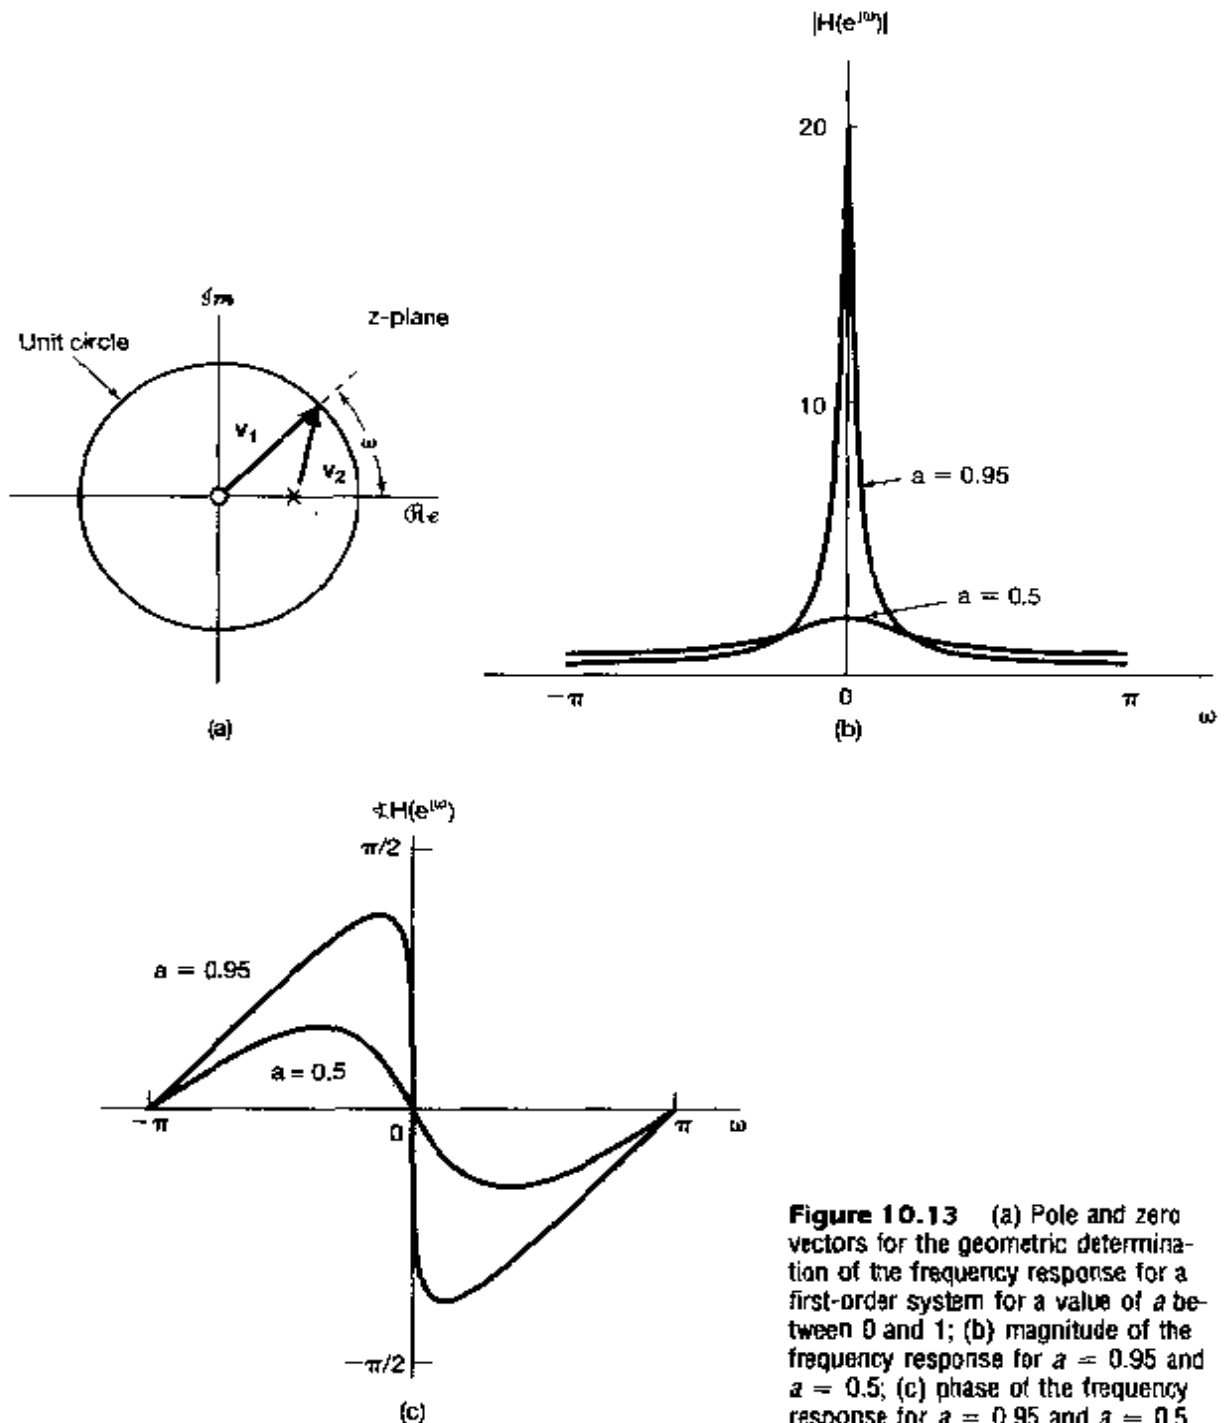 |H(e^jω)|
20
10
a = 0.95
a = 0.5
−π
0
π
ω
(b)
𝓘m
z-plane
Unit circle
v₁
v₂
ω
ℜe
(a)
∢H(e^jω)
π/2
a = 0.95
a = 0.5
−π
0
π
ω
−π/2
(c)
Figure 10.13 (a) Pole and zero
vectors for the geometric determina-
tion of the frequency response for a
first-order system for a value of a be-
tween 0 and 1; (b) magnitude of the
frequency response for a = 0.95 and
a = 0.5; (c) phase of the frequency
response for a = 0.95 and a = 0.5